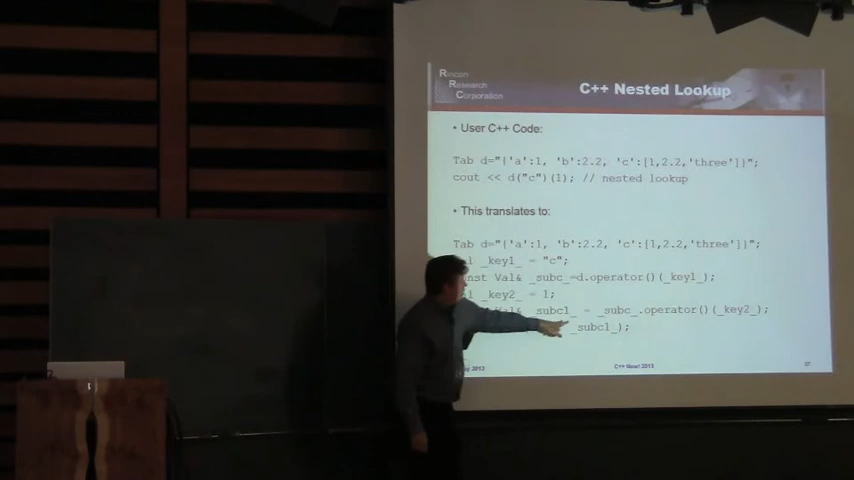 Rincon
Research
Corporation
C++ Nested Lookup
• User C++ Code:
Tab d="{'a':1, 'b':2.2, 'c':[1,2.2,'three']}";
cout << d("c")(1); // nested lookup
• This translates to:
Tab d="{'a':1, 'b':2.2, 'c':[1,2.2,'three']}";
_key1_ = "c";
Val& _subc_=d.operator()(_key1_);
_key2_ = 1;
_subc1_ = _subc_.operator()(_key2_);
_subc1_);
2013
C++ Now! 2013
37